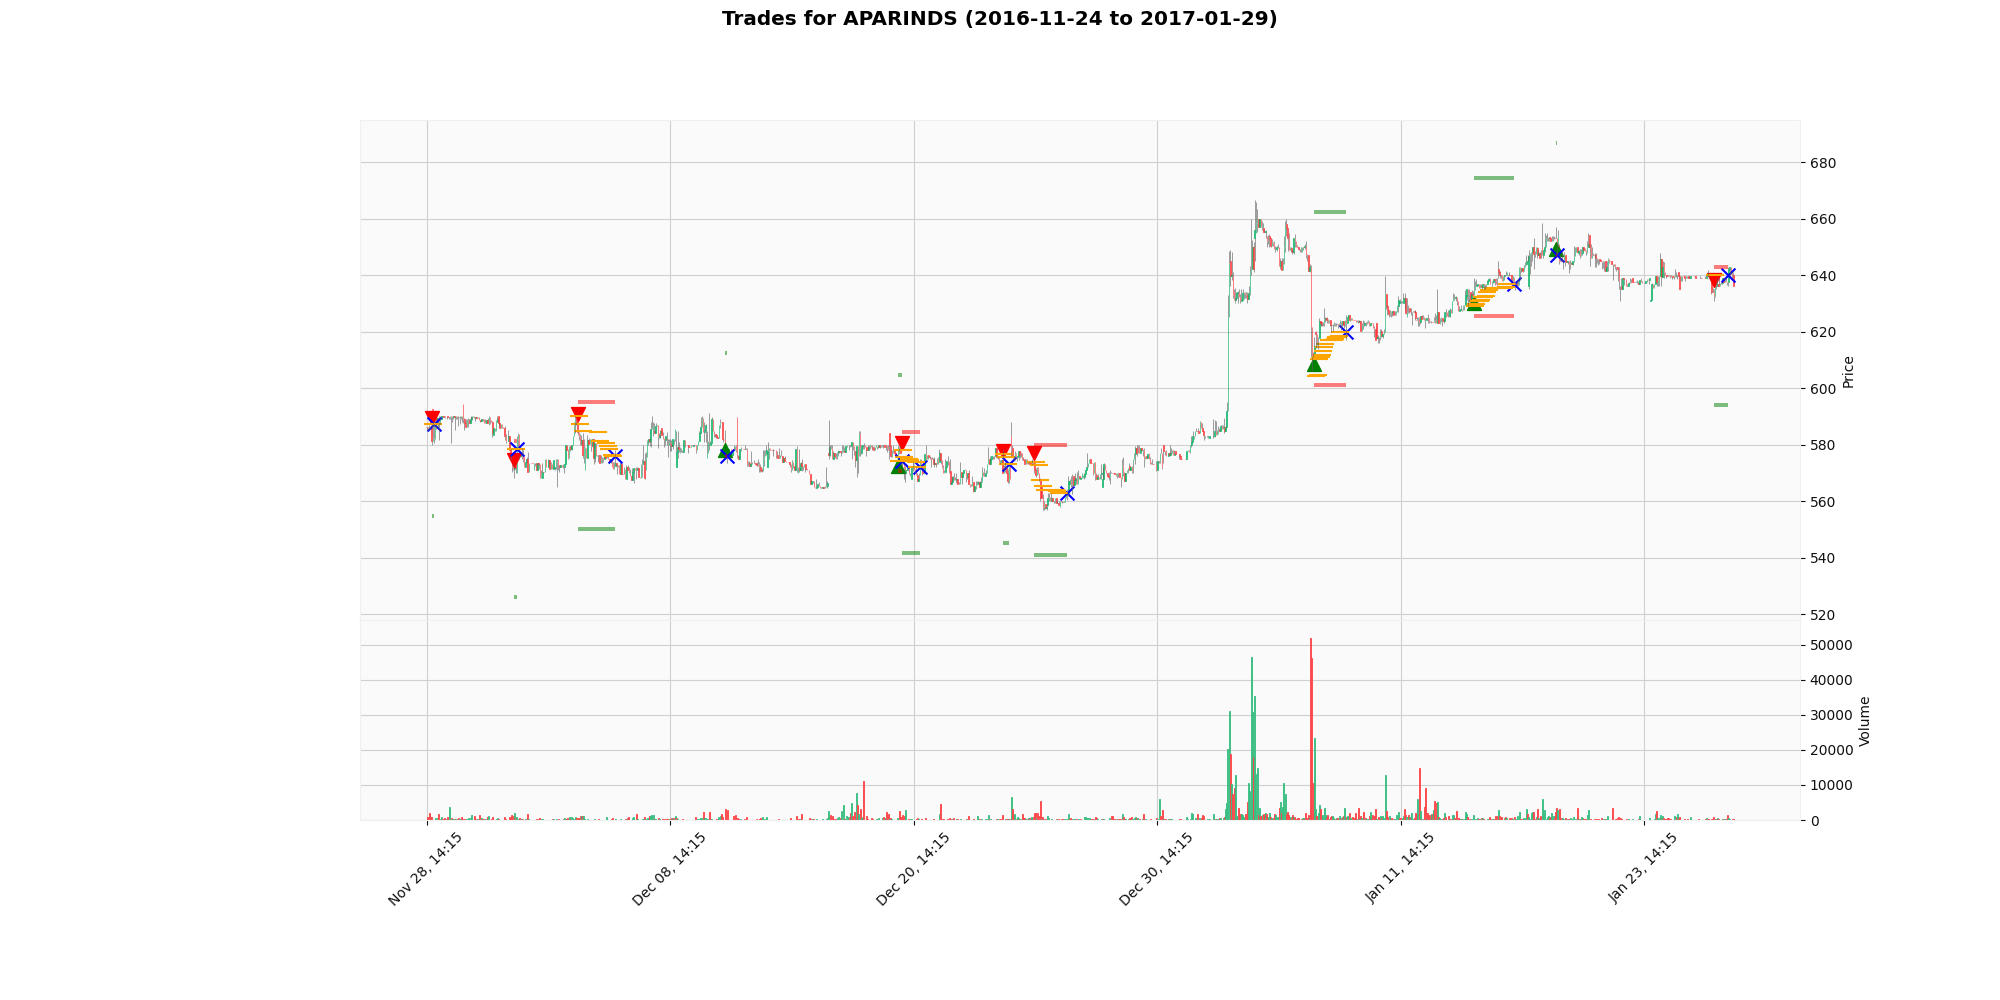 Trades for APARINDS (2016-11-24 to 2017-01-29)
680
660
640
620
600
580
560
540
520
Price
50000
40000
30000
20000
10000
0
Volume
Nov 28, 14:15
Dec 08, 14:15
Dec 20, 14:15
Dec 30, 14:15
Jan 11, 14:15
Jan 23, 14:15